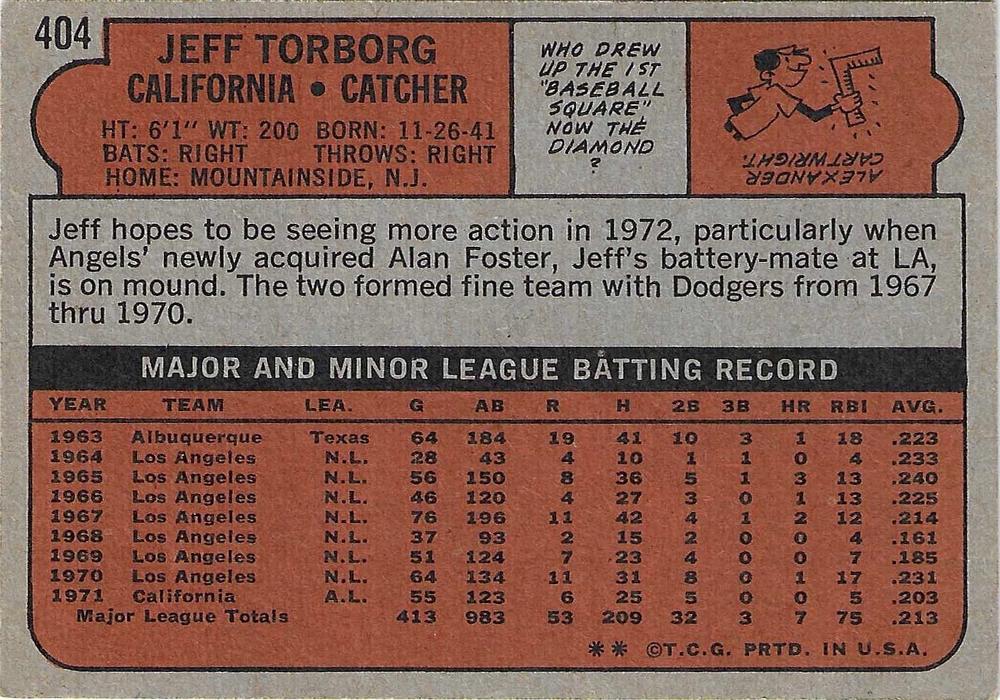 404
JEFF TORBORG
CALIFORNIA • CATCHER
HT: 6'1" WT: 200 BORN: 11-26-41
BATS: RIGHT THROWS: RIGHT
HOME: MOUNTAINSIDE, N.J.
WHO DREW
UP THE 1ST
"BASEBALL
SQUARE"
NOW THE
DIAMOND
?
ALEXANDER
CARTWRIGHT.
Jeff hopes to be seeing more action in 1972, particularly when
Angels' newly acquired Alan Foster, Jeff's battery-mate at LA,
is on mound. The two formed fine team with Dodgers from 1967
thru 1970.
MAJOR AND MINOR LEAGUE BATTING RECORD
YEAR TEAM LEA. G AB R H 2B 3B HR RBI AVG.
1963 Albuquerque Texas 64 184 19 41 10 3 1 18 .223
1964 Los Angeles N.L. 28 43 4 10 1 1 0 4 .233
1965 Los Angeles N.L. 56 150 8 36 5 1 3 13 .240
1966 Los Angeles N.L. 46 120 4 27 3 0 1 13 .225
1967 Los Angeles N.L. 76 196 11 42 4 1 2 12 .214
1968 Los Angeles N.L. 37 93 2 15 2 0 0 4 .161
1969 Los Angeles N.L. 51 124 7 23 4 0 0 7 .185
1970 Los Angeles N.L. 64 134 11 31 8 0 1 17 .231
1971 California A.L. 55 123 6 25 5 0 0 5 .203
Major League Totals 413 983 53 209 32 3 7 75 .213
** ©T.C.G. PRTD. IN U.S.A.